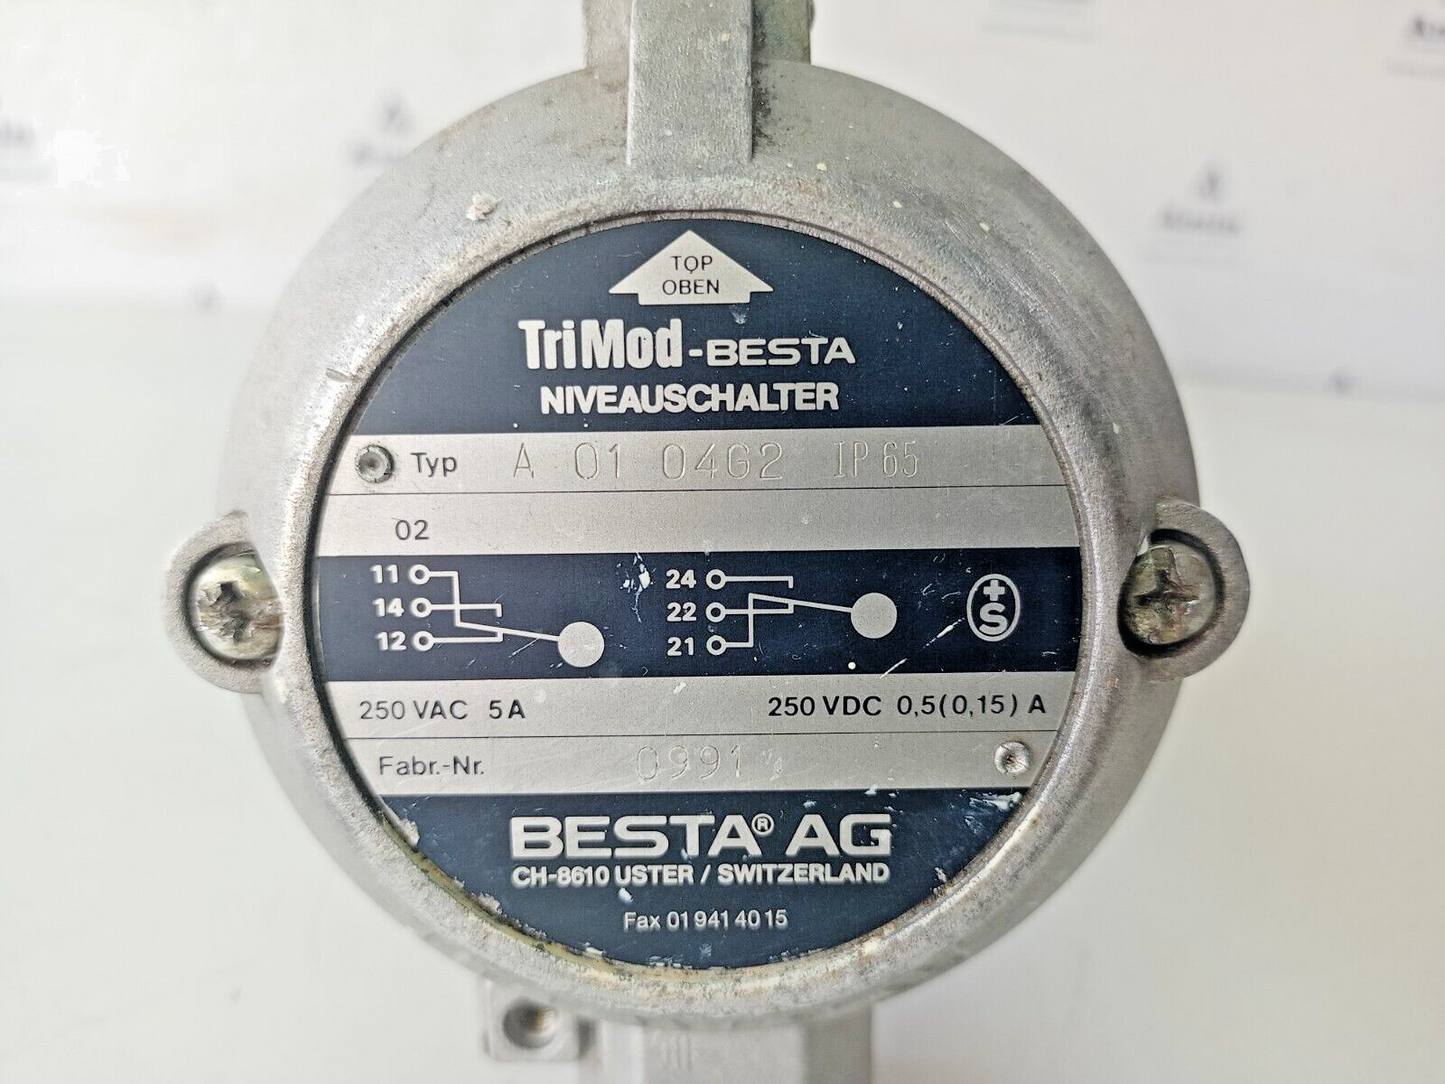 TOP
OBEN
TriMod-BESTA
NIVEAUSCHALTER
Typ A 01 04G2 IP65
02
11 24
14 22
12 21
+S
250 VAC 5A 250 VDC 0,5(0,15) A
Fabr.-Nr. 0991
BESTA® AG
CH-8610 USTER / SWITZERLAND
Fax 01 941 40 15